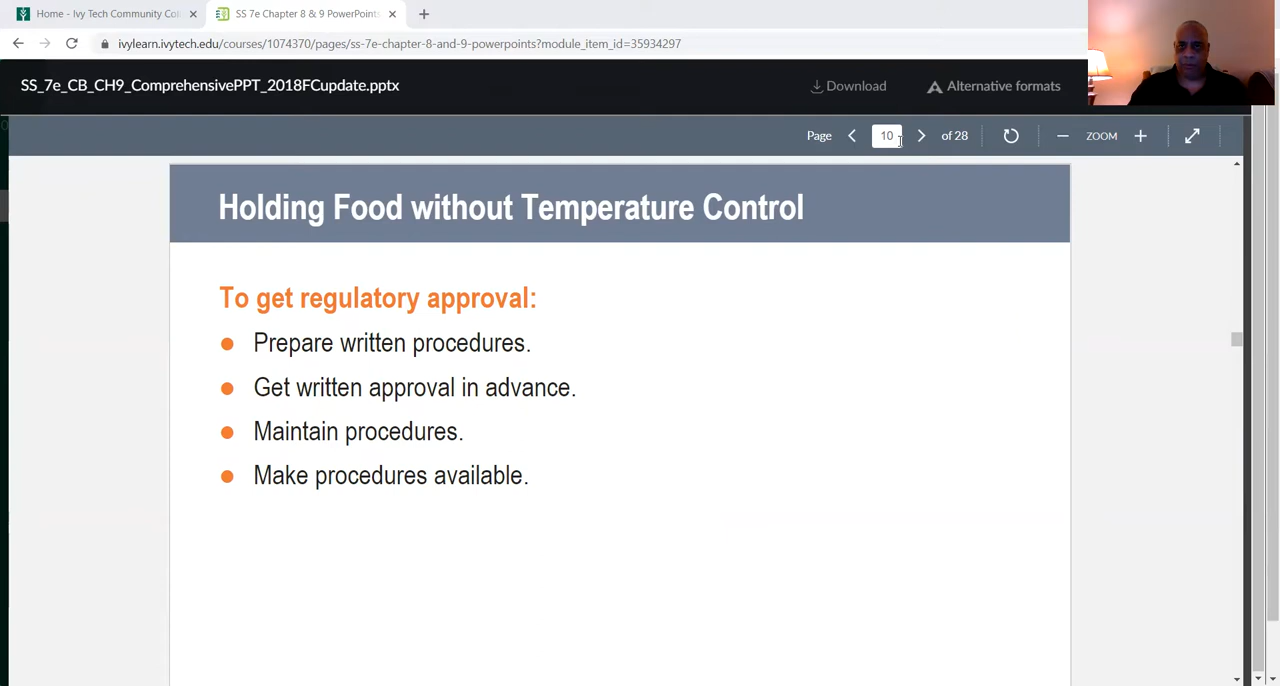 Home - Ivy Tech Community Col
SS 7e Chapter 8 & 9 PowerPoints
ivylearn.ivytech.edu/courses/1074370/pages/ss-7e-chapter-8-and-9-powerpoints?module_item_id=35934297
SS_7e_CB_CH9_ComprehensivePPT_2018FCupdate.pptx
Download
Alternative formats
Page 10 of 28
ZOOM
Holding Food without Temperature Control
To get regulatory approval:
Prepare written procedures.
Get written approval in advance.
Maintain procedures.
Make procedures available.